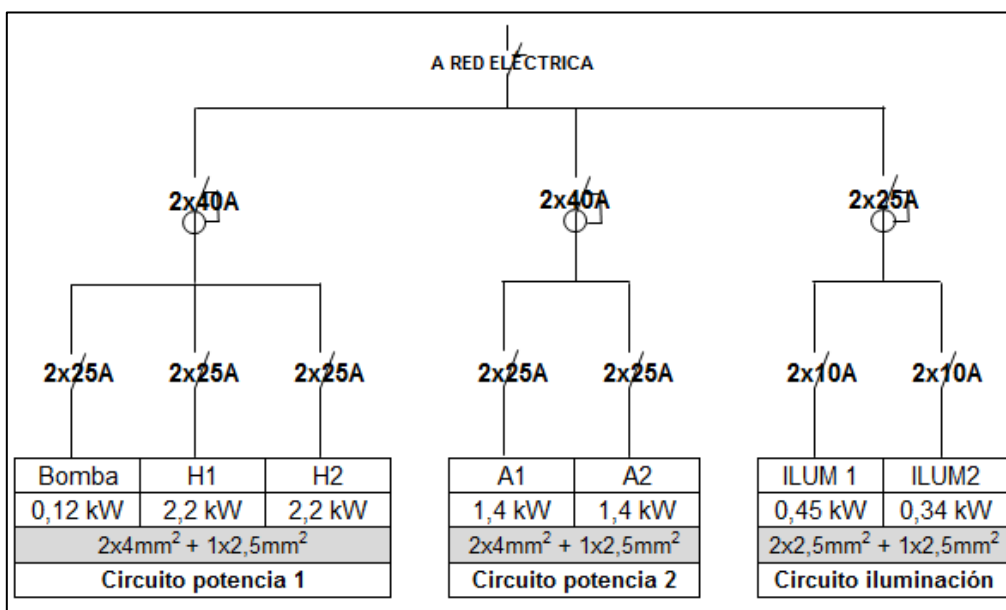 A RED ELÉCTRICA
2x40A 2x40A 2x25A
2x25A 2x25A 2x25A 2x25A 2x25A 2x10A 2x10A
Bomba H1 H2 A1 A2 ILUM 1 ILUM2
0,12 kW 2,2 kW 2,2 kW 1,4 kW 1,4 kW 0,45 kW 0,34 kW
2x4mm² + 1x2,5mm² 2x4mm² + 1x2,5mm² 2x2,5mm² + 1x2,5mm²
Circuito potencia 1 Circuito potencia 2 Circuito iluminación